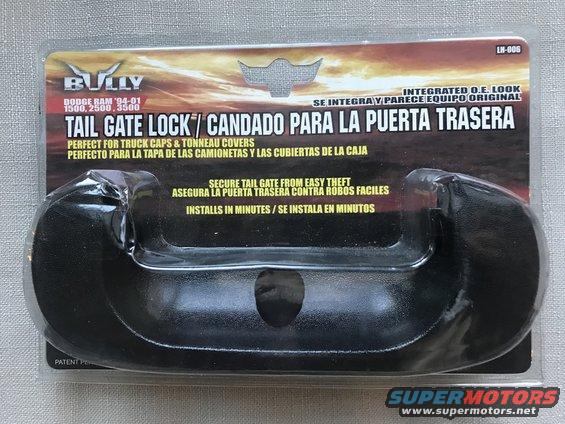 LH-006
BULLY
DODGE RAM '94-01
1500, 2500, 3500
INTEGRATED O.E. LOOK
SE INTEGRA Y PARECE EQUIPO ORIGINAL
TAIL GATE LOCK / CANDADO PARA LA PUERTA TRASERA
PERFECT FOR TRUCK CAPS & TONNEAU COVERS
PERFECTO PARA LA TAPA DE LAS CAMIONETAS Y LAS CUBIERTAS DE LA CAJA
SECURE TAIL GATE FROM EASY THEFT
ASEGURA LA PUERTA TRASERA CONTRA ROBOS FACILES
INSTALLS IN MINUTES / SE INSTALA EN MINUTOS
PATENT
SUPERMOTORS
www.supermotors.net